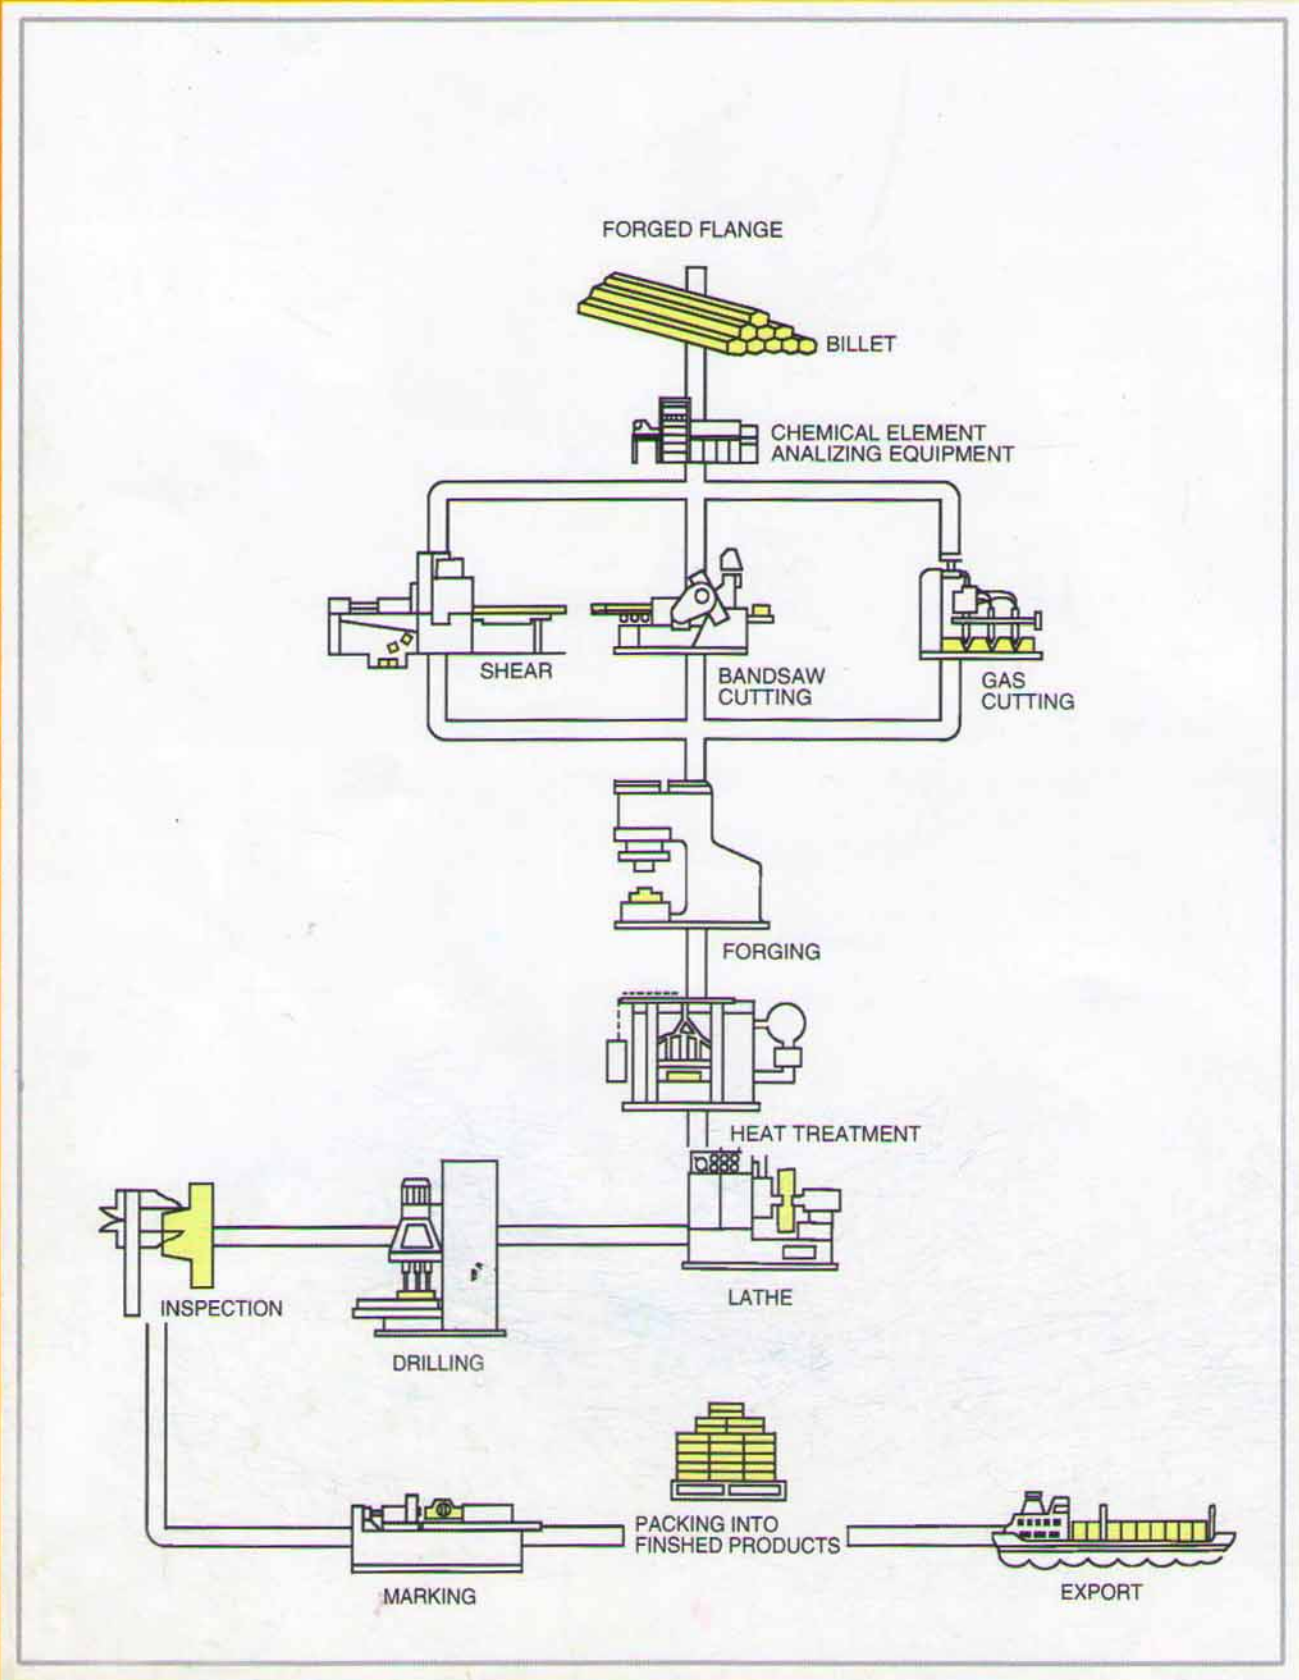 FORGED FLANGE
BILLET
CHEMICAL ELEMENT
ANALIZING EQUIPMENT
SHEAR
BANDSAW
CUTTING
GAS
CUTTING
FORGING
HEAT TREATMENT
LATHE
INSPECTION
DRILLING
PACKING INTO
FINSHED PRODUCTS
MARKING
EXPORT